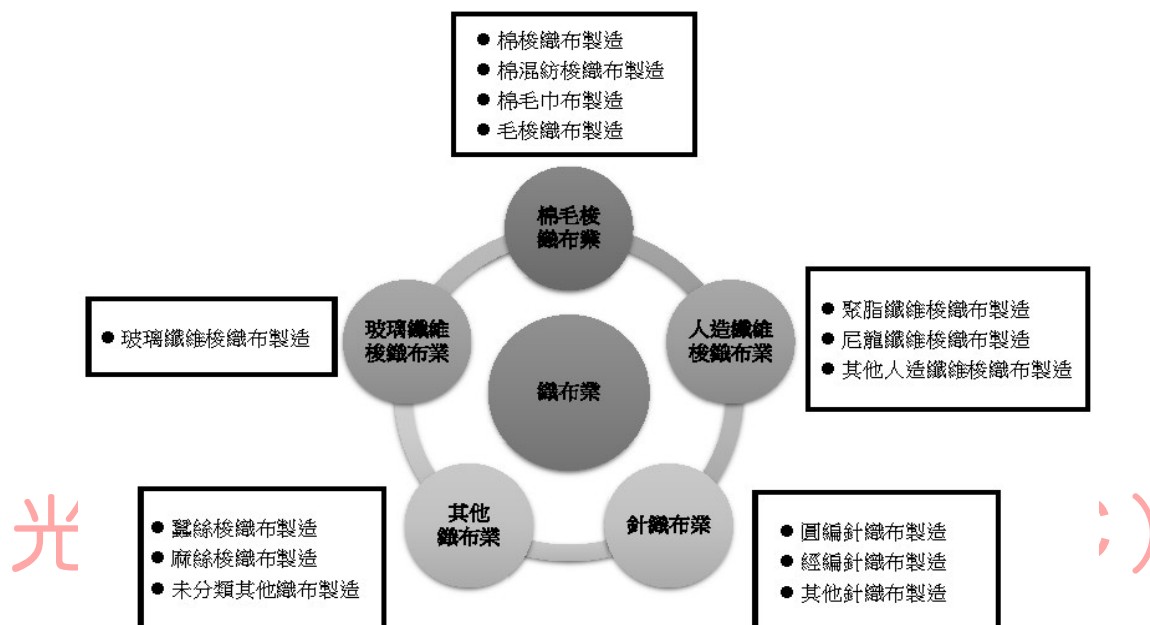 棉梭織布製造
棉混紡梭織布製造
棉毛巾布製造
毛梭織布製造
棉毛梭
織布業
玻璃纖維梭織布製造
玻璃纖維
梭織布業
織布業
人造纖維
梭織布業
聚脂纖維梭織布製造
尼龍纖維梭織布製造
其他人造纖維梭織布製造
蠶絲梭織布製造
麻絲梭織布製造
未分類其他織布製造
其他
織布業
針織布業
圓編針織布製造
經編針織布製造
其他針織布製造
光